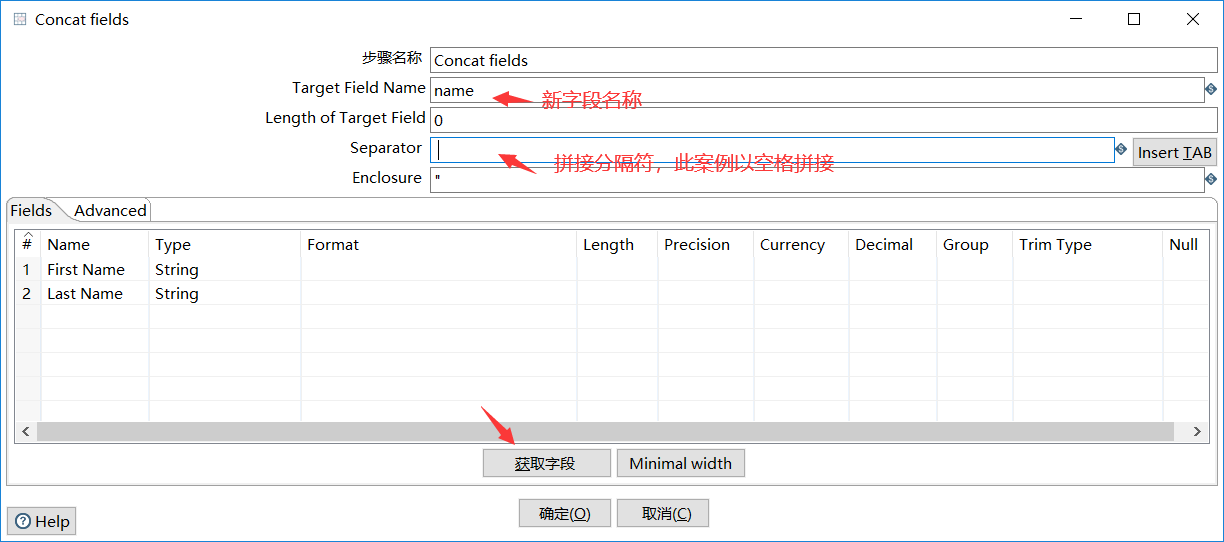 Concat fields
步骤名称 Concat fields
Target Field Name name 新字段名称
Length of Target Field 0
Separator 拼接分隔符，此案例以空格拼接 Insert TAB
Enclosure "
Fields Advanced
# Name Type Format Length Precision Currency Decimal Group Trim Type Null
1 First Name String
2 Last Name String
获取字段 Minimal width
Help 确定(O) 取消(C)